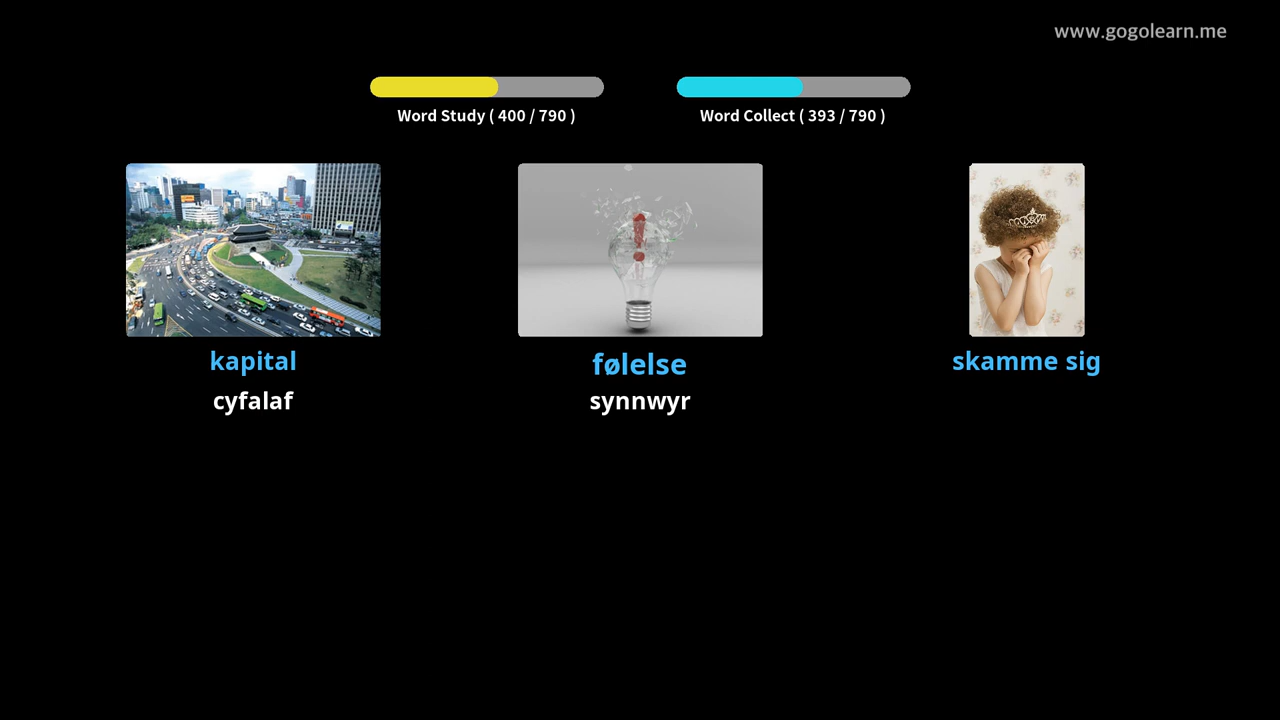 www.gogolearn.me
Word Study ( 400 / 790 )
Word Collect ( 393 / 790 )
kapital
cyfalaf
følelse
synnwyr
skamme sig